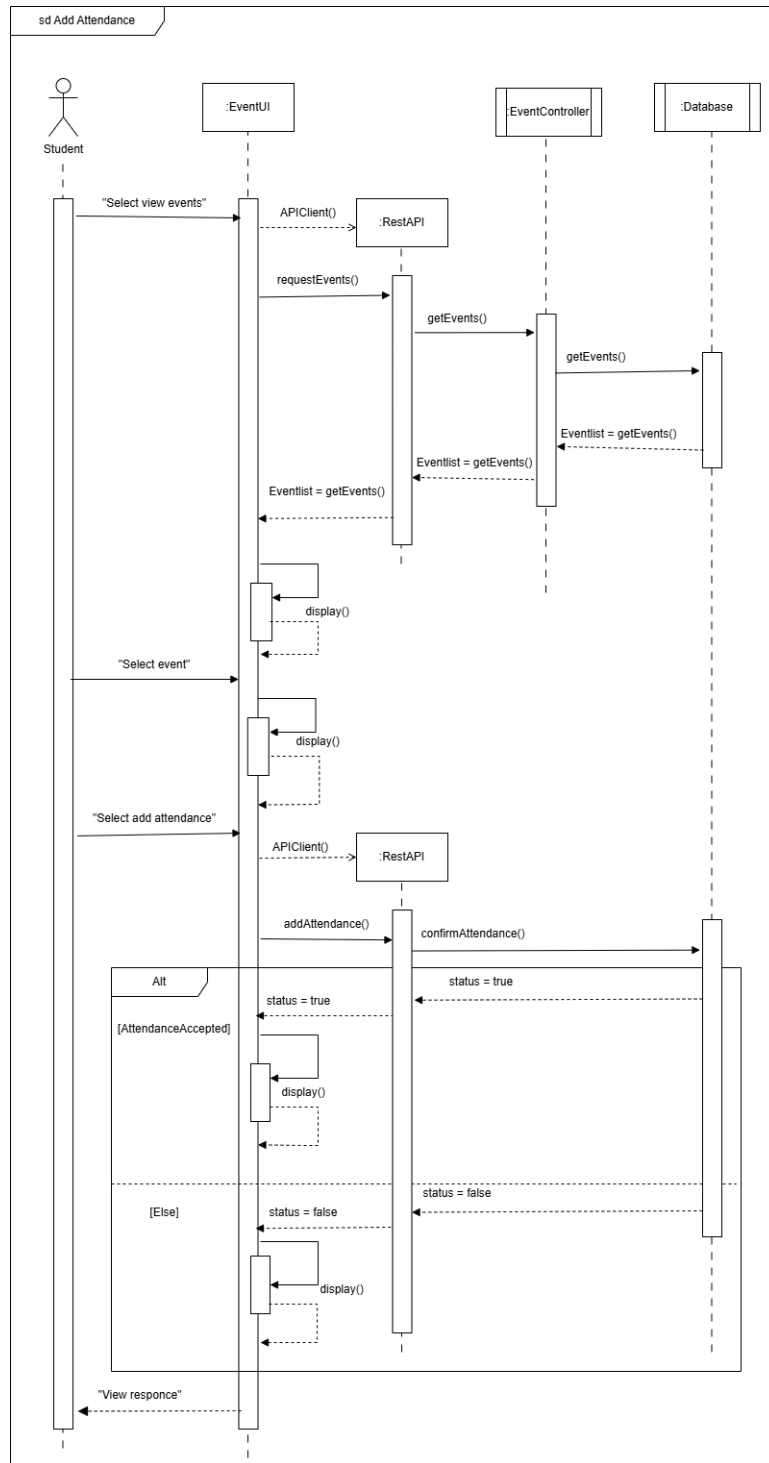 sd Add Attendance
:EventUI
:EventController
:Database
Student
"Select view events"
APIClient()
:RestAPI
requestEvents()
getEvents()
getEvents()
Eventlist = getEvents()
Eventlist = getEvents()
Eventlist = getEvents()
display()
"Select event"
display()
"Select add attendance"
APIClient()
:RestAPI
addAttendance()
confirmAttendance()
Alt
status = true
status = true
[AttendanceAccepted]
display()
status = false
[Else]
status = false
display()
"View responce"